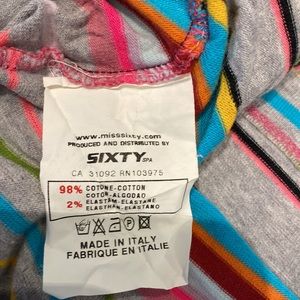 www.misssixty.com
PRODUCED AND DISTRIBUTED BY
SIXTY SPA
CA 31092 RN103975
98% COTONE-COTTON
COTON-ALGODAO
2% ELASTAM-ELASTANE
ELASTHAN-ELASTANO
MADE IN ITALY
FABRIQUE EN ITALIE